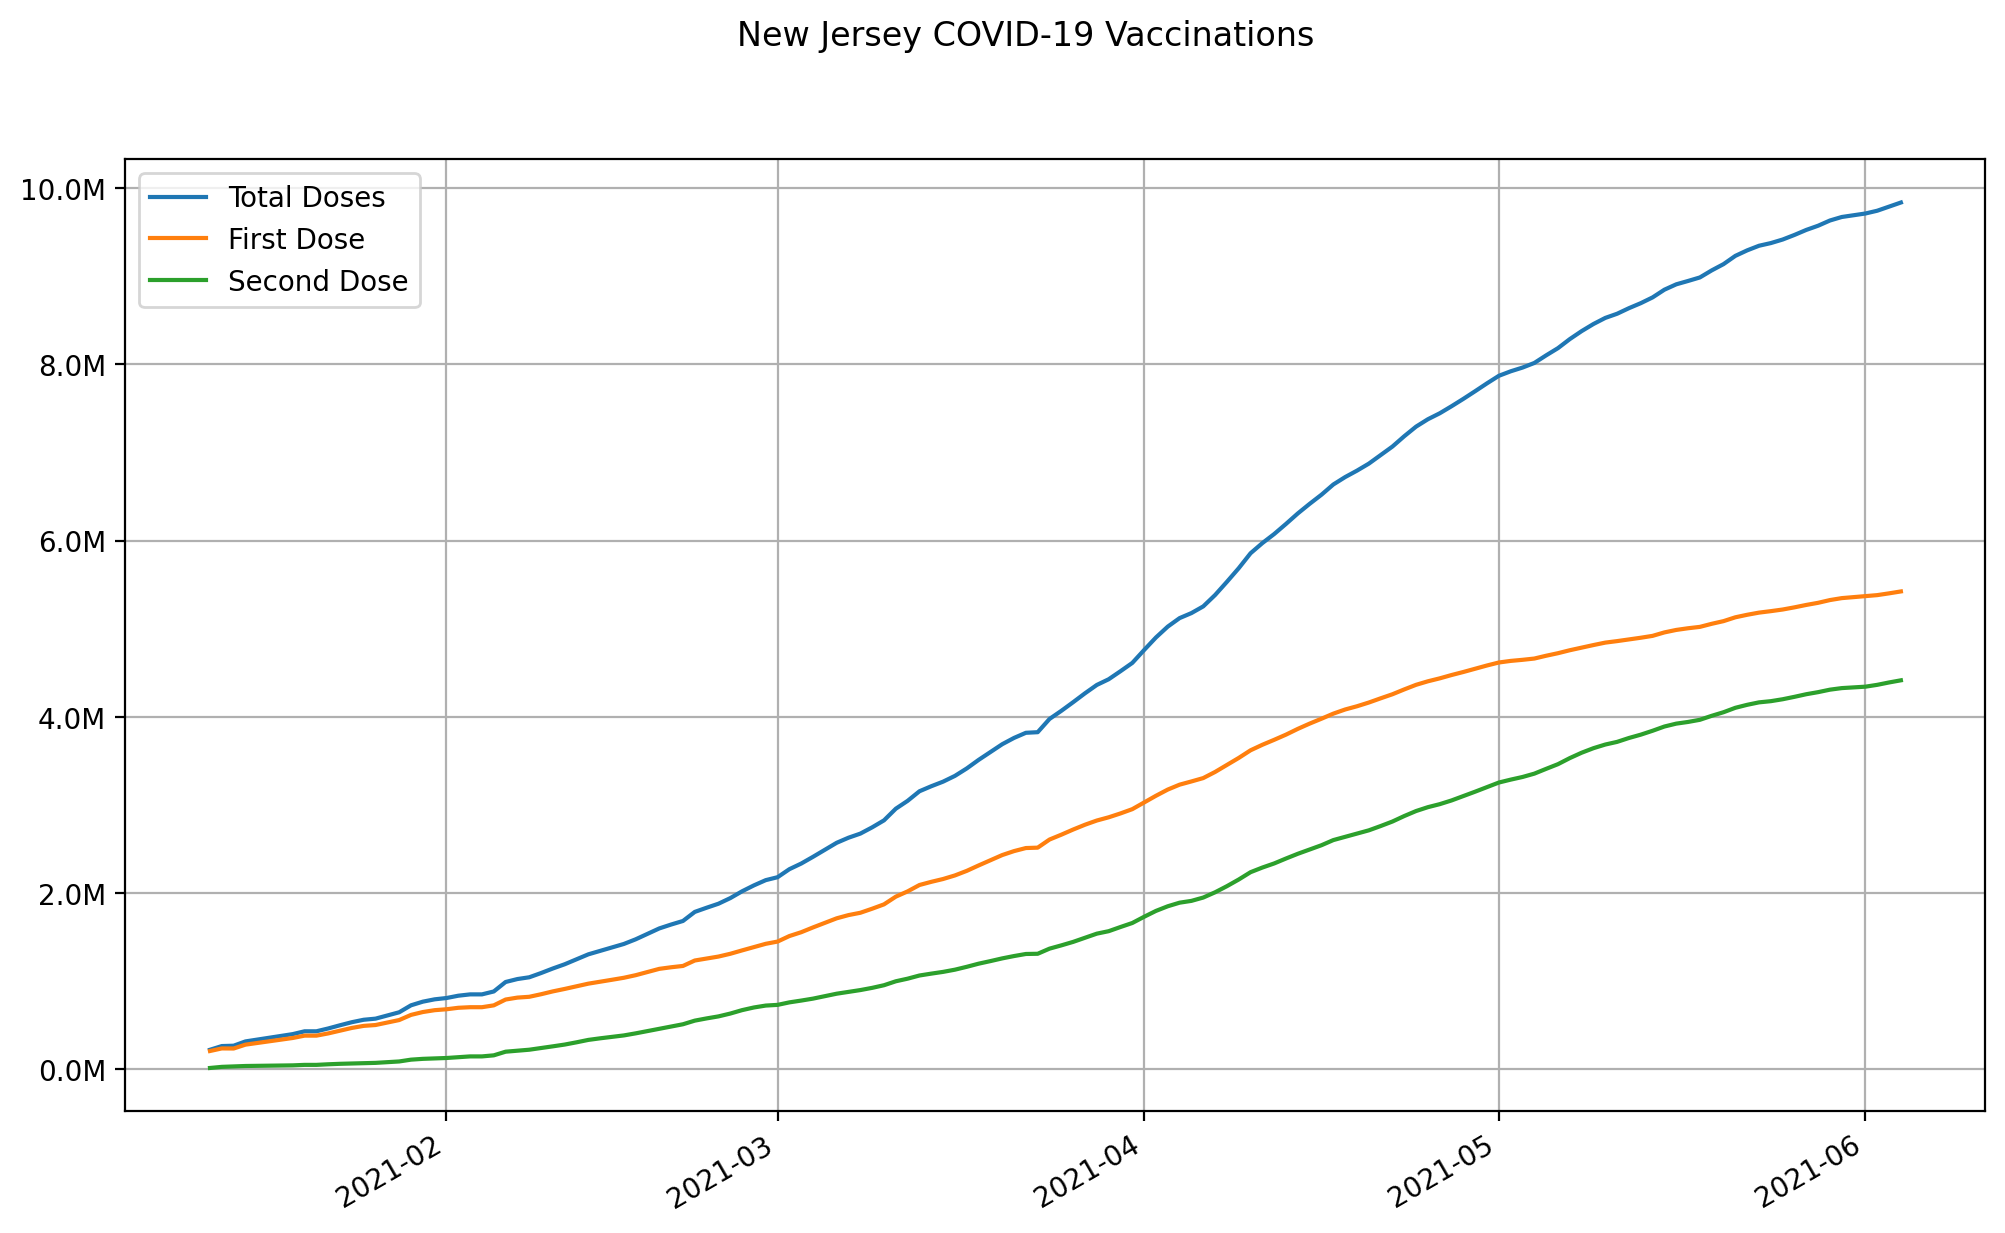 New Jersey COVID-19 Vaccinations
10.0M
8.0M
6.0M
4.0M
2.0M
0.0M
Total Doses
First Dose
Second Dose
2021-02
2021-03
2021-04
2021-05
2021-06